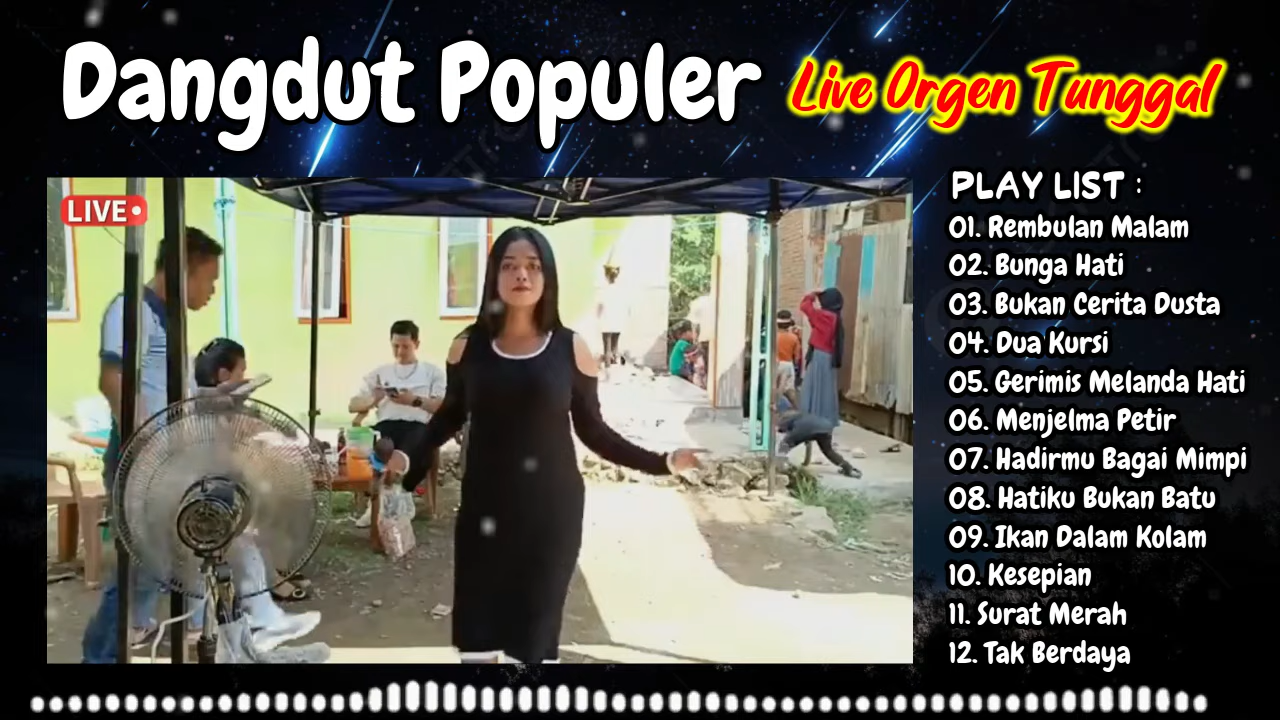 Dangdut Populer
Live Orgen Tunggal
LIVE
PLAY LIST :
01. Rembulan Malam
02. Bunga Hati
03. Bukan Cerita Dusta
04. Dua Kursi
05. Gerimis Melanda Hati
06. Menjelma Petir
07. Hadirmu Bagai Mimpi
08. Hatiku Bukan Batu
09. Ikan Dalam Kolam
10. Kesepian
11. Surat Merah
12. Tak Berdaya